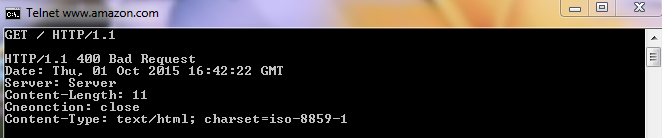 Telnet www.amazon.com
GET / HTTP/1.1
HTTP/1.1 400 Bad Request
Date: Thu, 01 Oct 2015 16:42:22 GMT
Server: Server
Content-Length: 11
Cneonction: close
Content-Type: text/html; charset=iso-8859-1